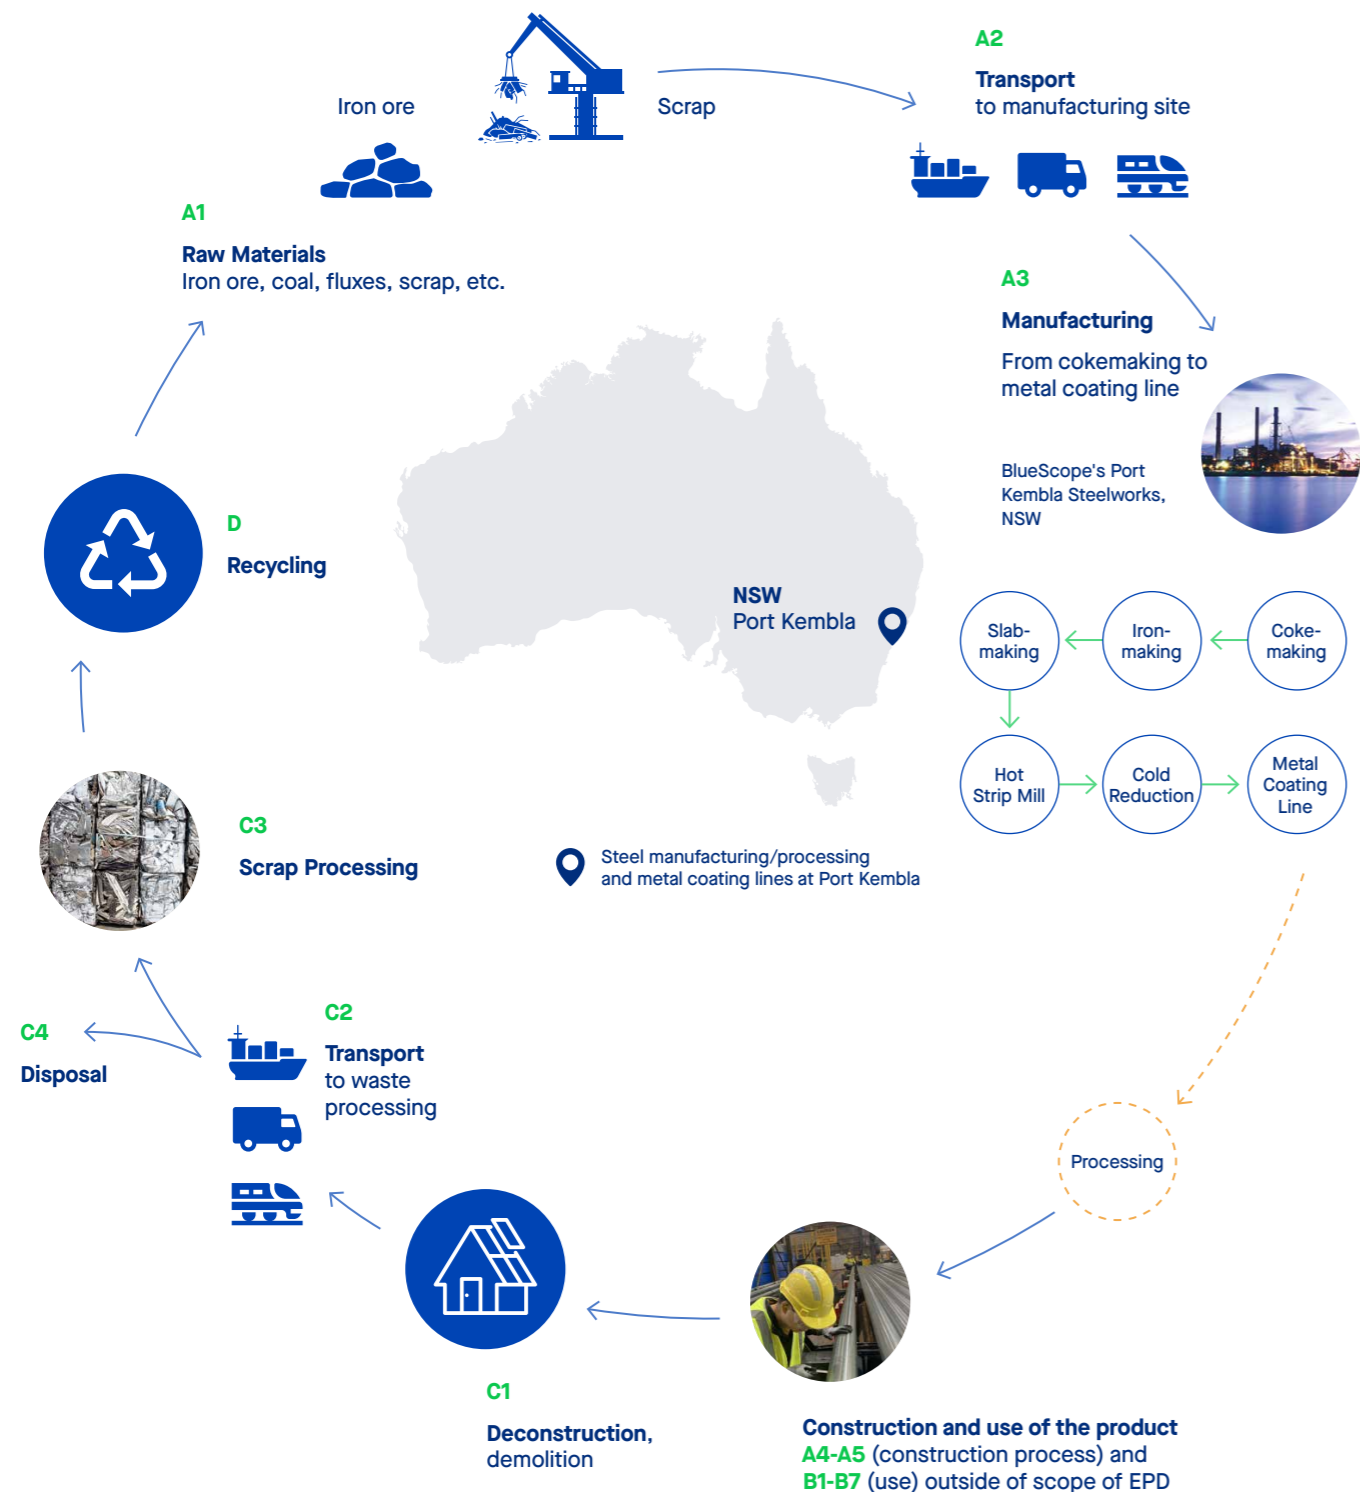 Iron ore
Scrap
A2
Transport
to manufacturing site
A1
Raw Materials
Iron ore, coal, fluxes, scrap, etc.
A3
Manufacturing
From cokemaking to
metal coating line
BlueScope's Port
Kembla Steelworks,
NSW
D
Recycling
NSW
Port Kembla
Coke-
making
Iron-
making
Slab-
making
Hot
Strip Mill
Cold
Reduction
Metal
Coating
Line
C3
Scrap Processing
Steel manufacturing/processing
and metal coating lines at Port Kembla
C4
Disposal
C2
Transport
to waste
processing
Processing
C1
Deconstruction,
demolition
Construction and use of the product
A4-A5 (construction process) and
B1-B7 (use) outside of scope of EPD